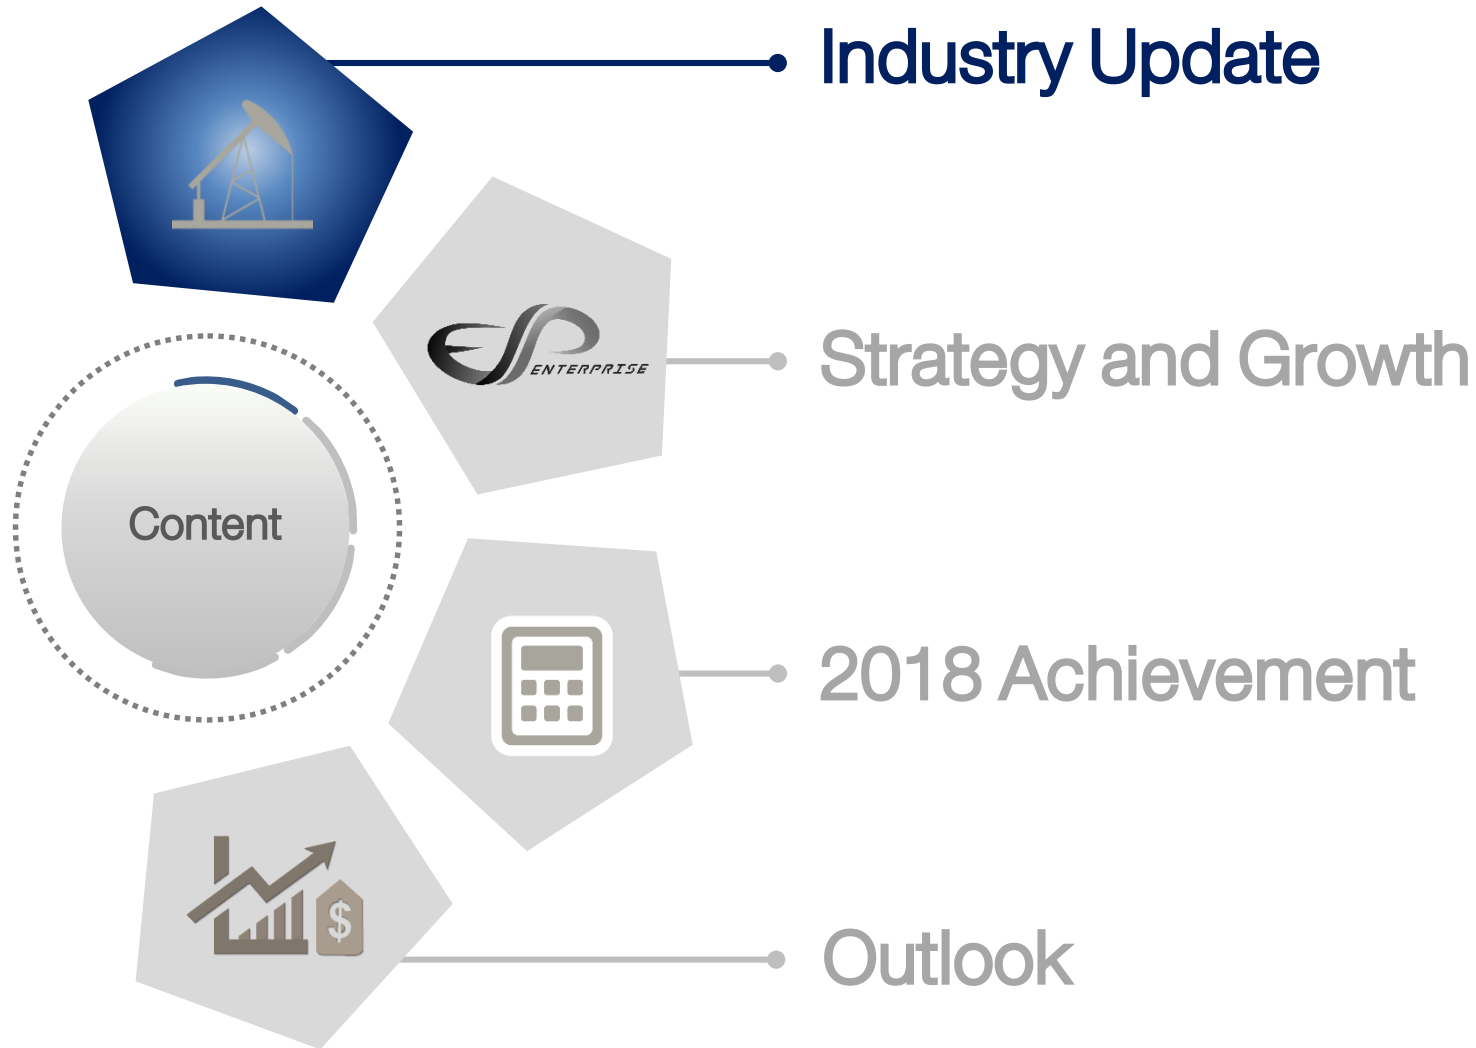 Industry Update
ENTERPRISE
Strategy and Growth
Content
2018 Achievement
$
Outlook